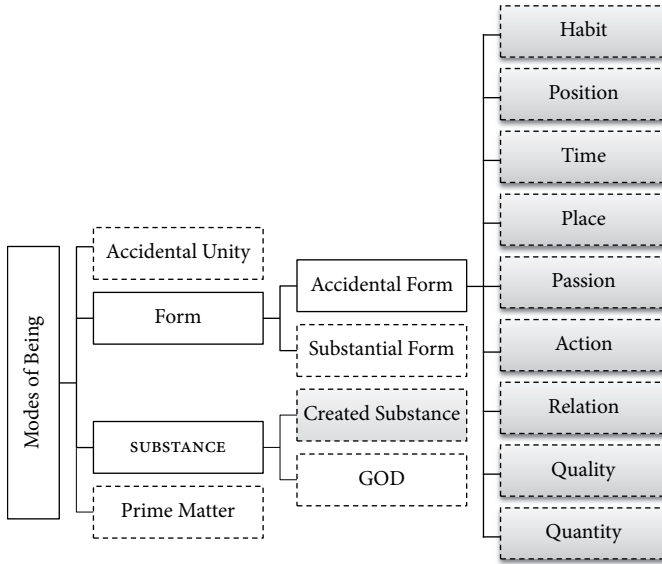 Modes of Being
Accidental Unity
Form
SUBSTANCE
Prime Matter
Accidental Form
Substantial Form
Created Substance
GOD
Habit
Position
Time
Place
Passion
Action
Relation
Quality
Quantity